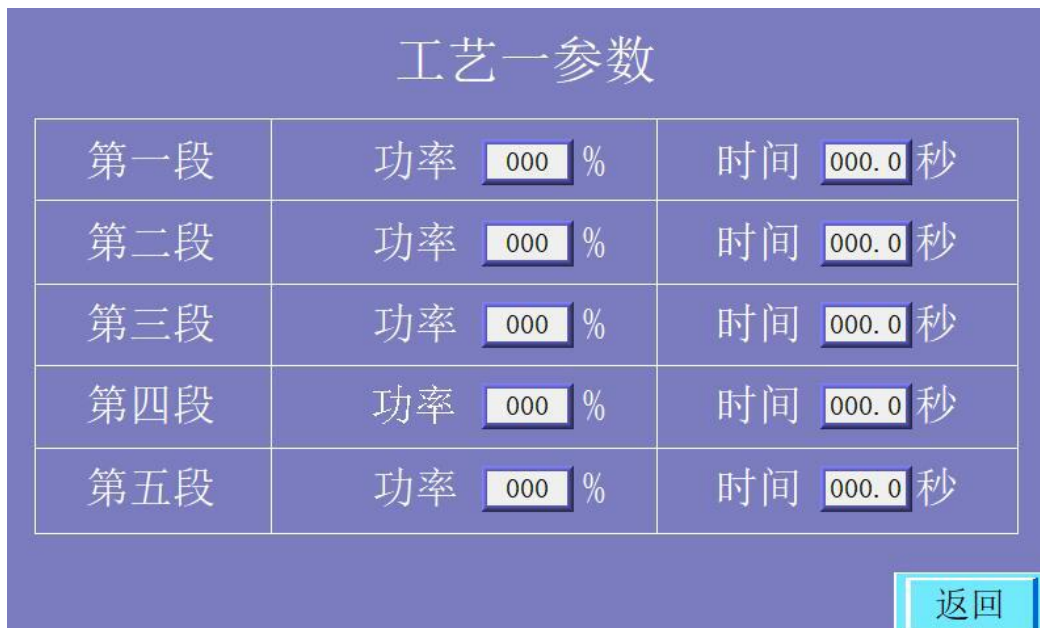 工艺一参数
第一段 功率 000 % 时间 000.0 秒
第二段 功率 000 % 时间 000.0 秒
第三段 功率 000 % 时间 000.0 秒
第四段 功率 000 % 时间 000.0 秒
第五段 功率 000 % 时间 000.0 秒
返回